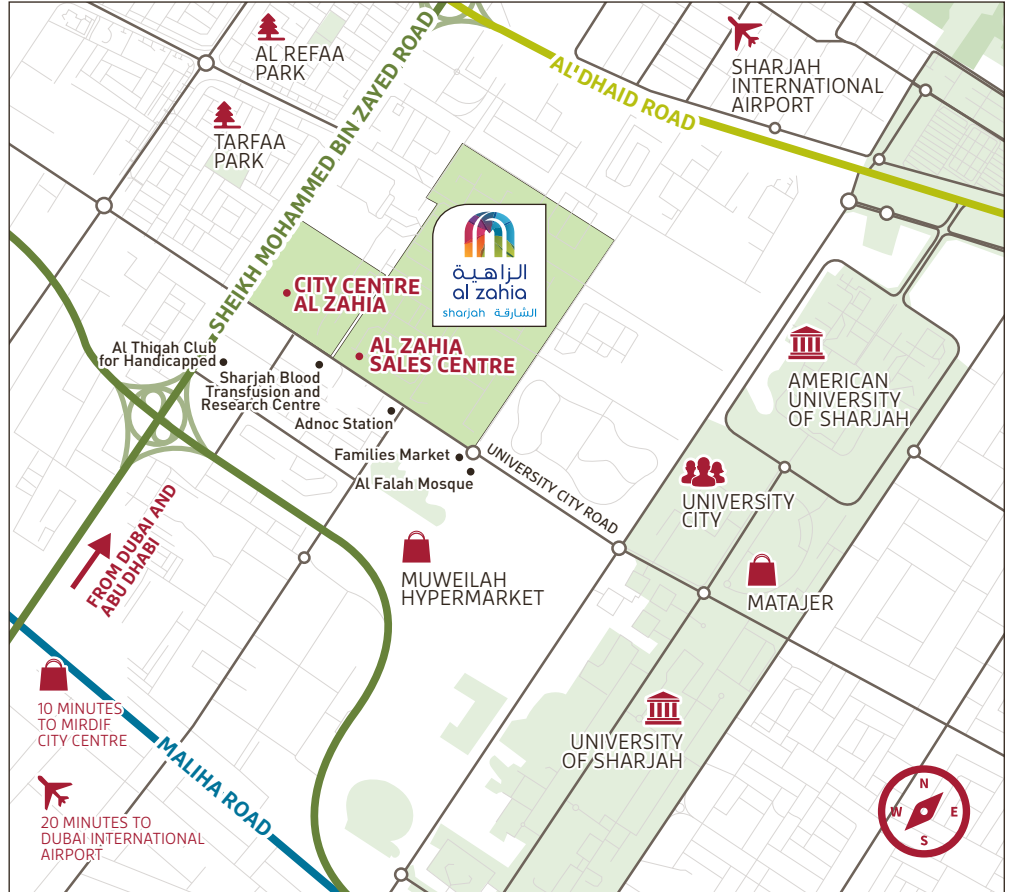 AL REFAA
PARK
TARFAA
PARK
SHEIKH MOHAMMED BIN ZAYED ROAD
AL'DHAID ROAD
SHARJAH
INTERNATIONAL
AIRPORT
الزاهية
al zahia
sharjah الشارقة
CITY CENTRE
AL ZAHIA
AL ZAHIA
SALES CENTRE
Al Thiqah Club
for Handicapped
Sharjah Blood
Transfusion and
Research Centre
Adnoc Station
Families Market
Al Falah Mosque
UNIVERSITY CITY ROAD
AMERICAN
UNIVERSITY
OF SHARJAH
UNIVERSITY
CITY
MATAJER
MUWEILAH
HYPERMARKET
FROM DUBAI AND
ABU DHABI
10 MINUTES
TO MIRDIF
CITY CENTRE
MALIHA ROAD
20 MINUTES TO
DUBAI INTERNATIONAL
AIRPORT
UNIVERSITY
OF SHARJAH
N
W E
S